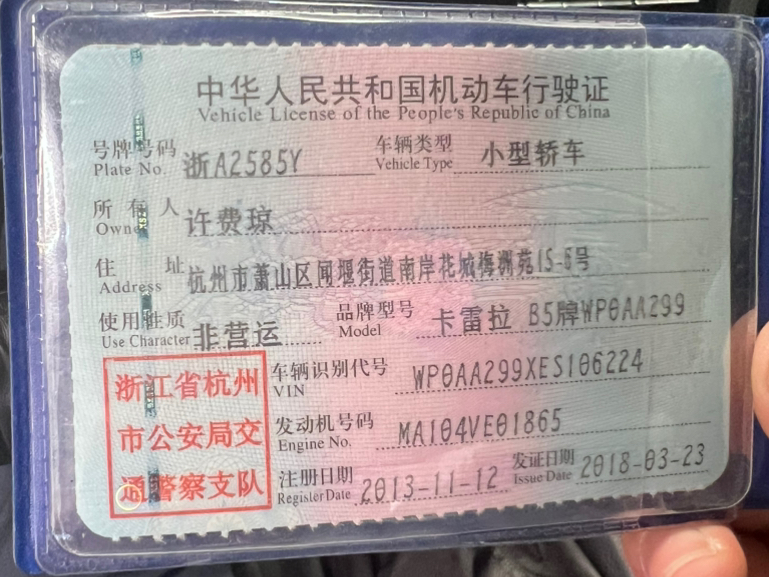 中华人民共和国机动车行驶证
Vehicle License of the People's Republic of China
号牌号码 浙A2585Y 车辆类型 小型轿车
Plate No. Vehicle Type
所有人 许费琼
Owner
住址 杭州市萧山区闻堰街道南岸花城梅洲苑15-6号
Address
使用性质 非营运 品牌型号 卡雷拉 B5牌WP0AA299
Use Character Model
浙江省杭州
市公安局交
通警察支队
车辆识别代号 WP0AA299XES106224
VIN
发动机号码 MA104VE01865
Engine No.
注册日期 2013-11-12 发证日期 2018-03-23
Register Date Issue Date